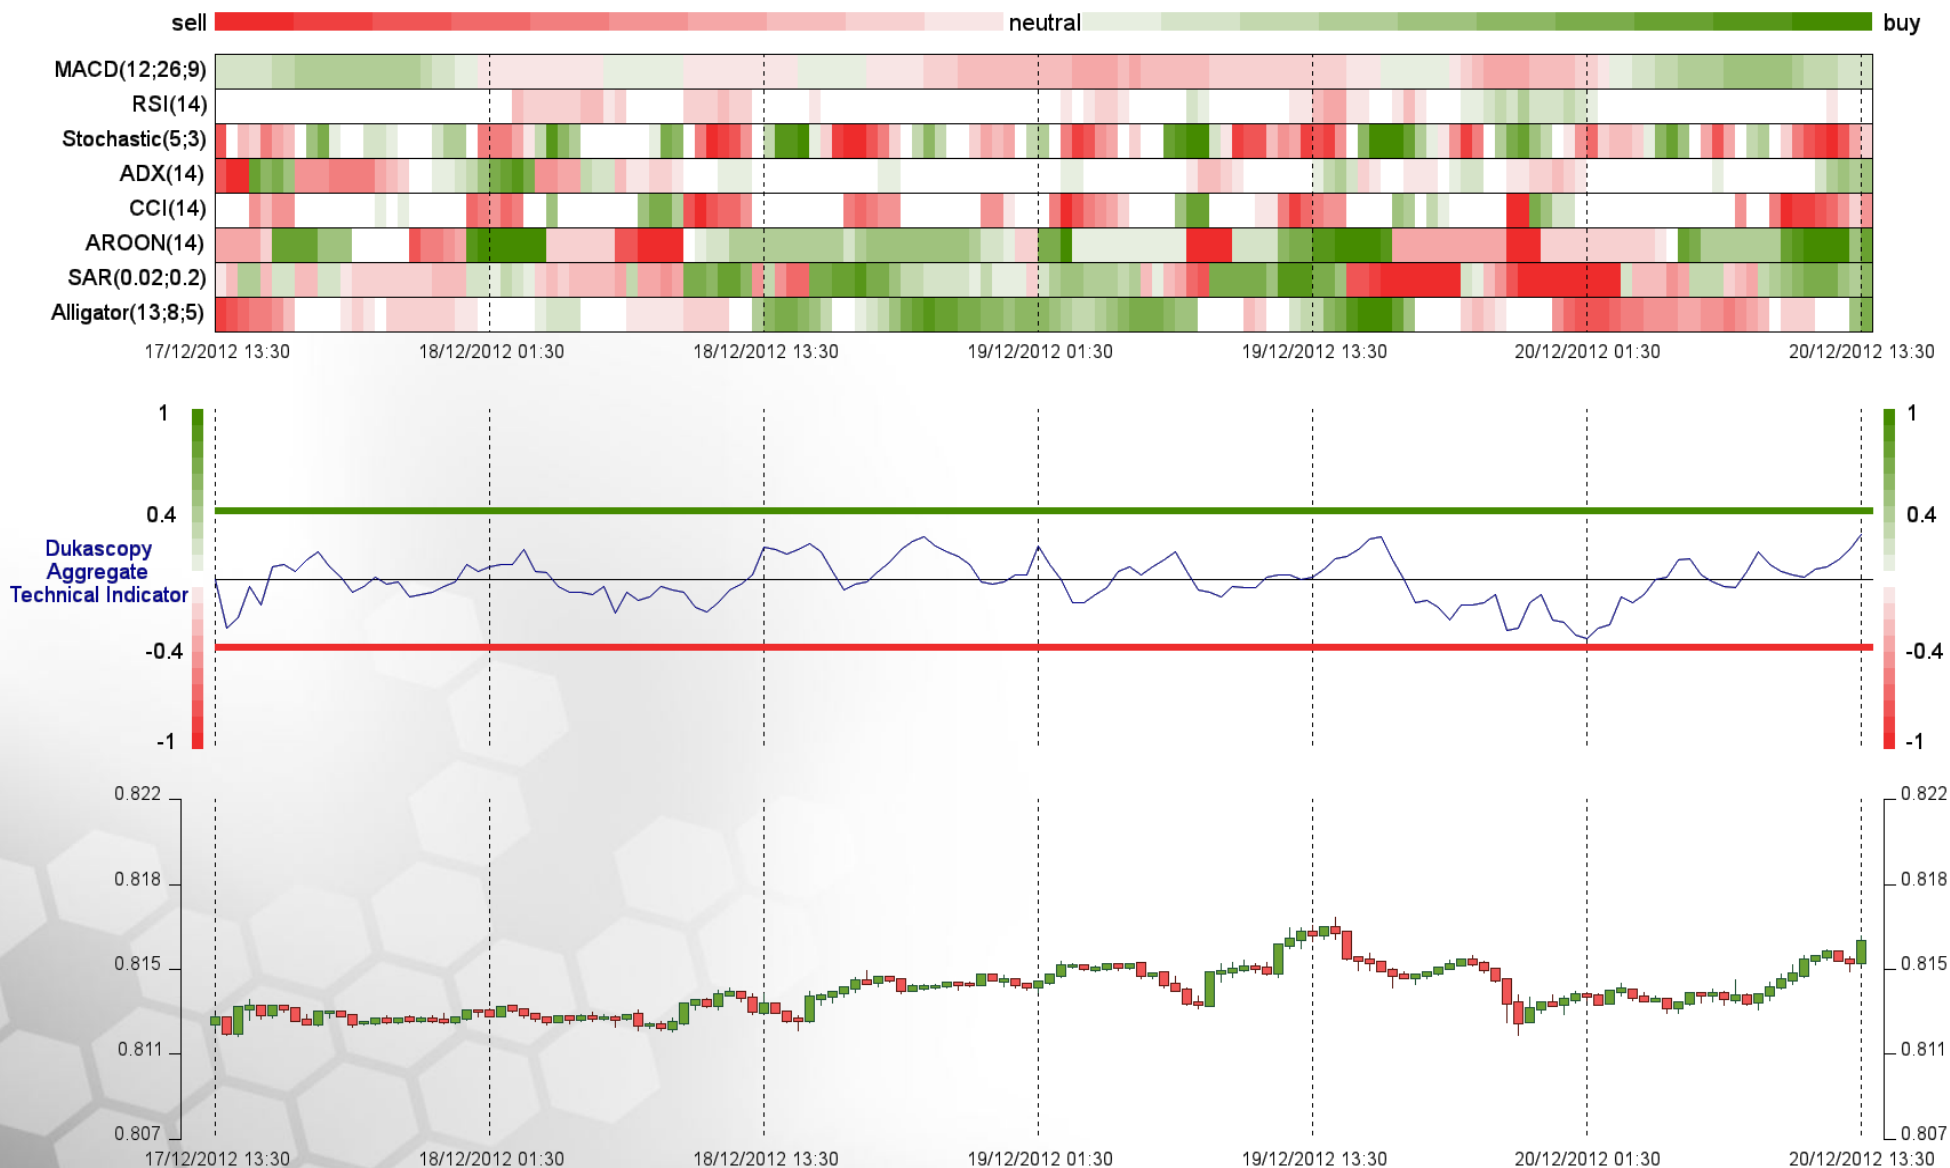 sell neutral buy
MACD(12;26;9)
RSI(14)
Stochastic(5;3)
ADX(14)
CCI(14)
AROON(14)
SAR(0.02;0.2)
Alligator(13;8;5)
17/12/2012 13:30 18/12/2012 01:30 18/12/2012 13:30 19/12/2012 01:30 19/12/2012 13:30 20/12/2012 01:30 20/12/2012 13:30
1 1
0.4 0.4
Dukascopy
Aggregate
Technical Indicator
-0.4 -0.4
-1 -1
0.822 0.822
0.818 0.818
0.815 0.815
0.811 0.811
0.807 0.807
17/12/2012 13:30 18/12/2012 01:30 18/12/2012 13:30 19/12/2012 01:30 19/12/2012 13:30 20/12/2012 01:30 20/12/2012 13:30